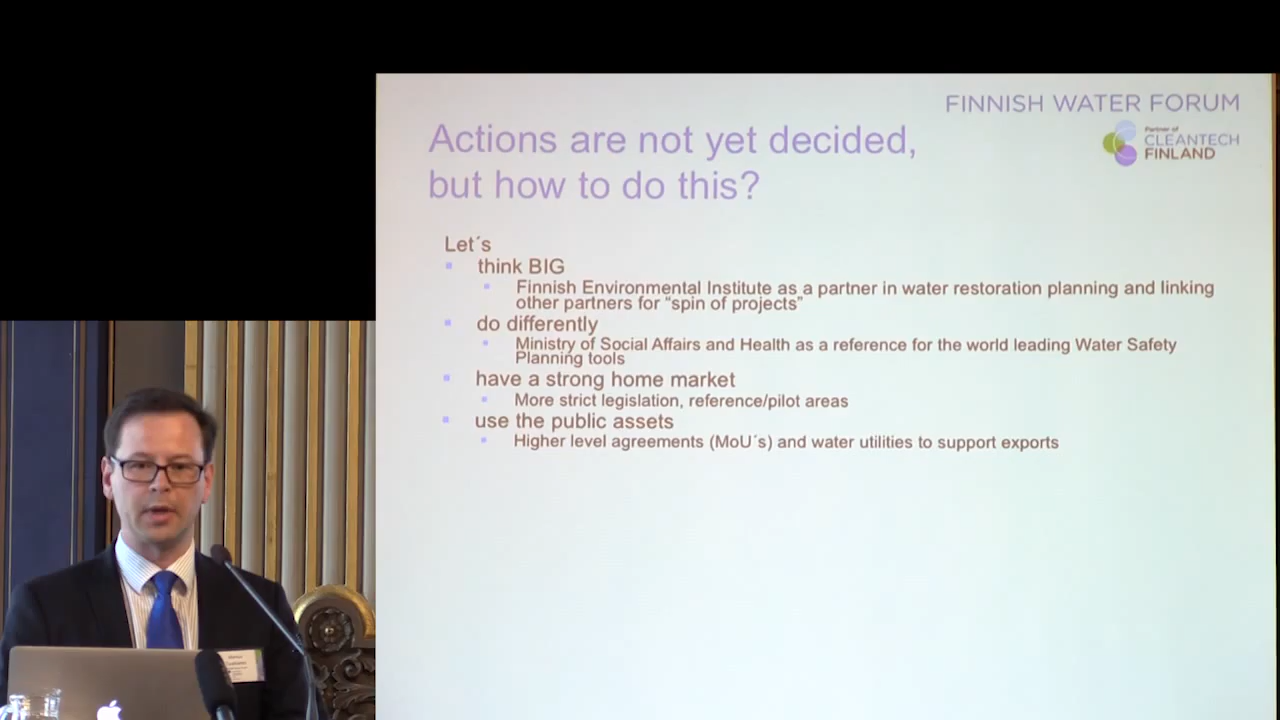 FINNISH WATER FORUM
Partner of
CLEANTECH
FINLAND
Actions are not yet decided,
but how to do this?
Let´s
think BIG
Finnish Environmental Institute as a partner in water restoration planning and linking
other partners for “spin of projects”
do differently
Ministry of Social Affairs and Health as a reference for the world leading Water Safety
Planning tools
have a strong home market
More strict legislation, reference/pilot areas
use the public assets
Higher level agreements (MoU´s) and water utilities to support exports